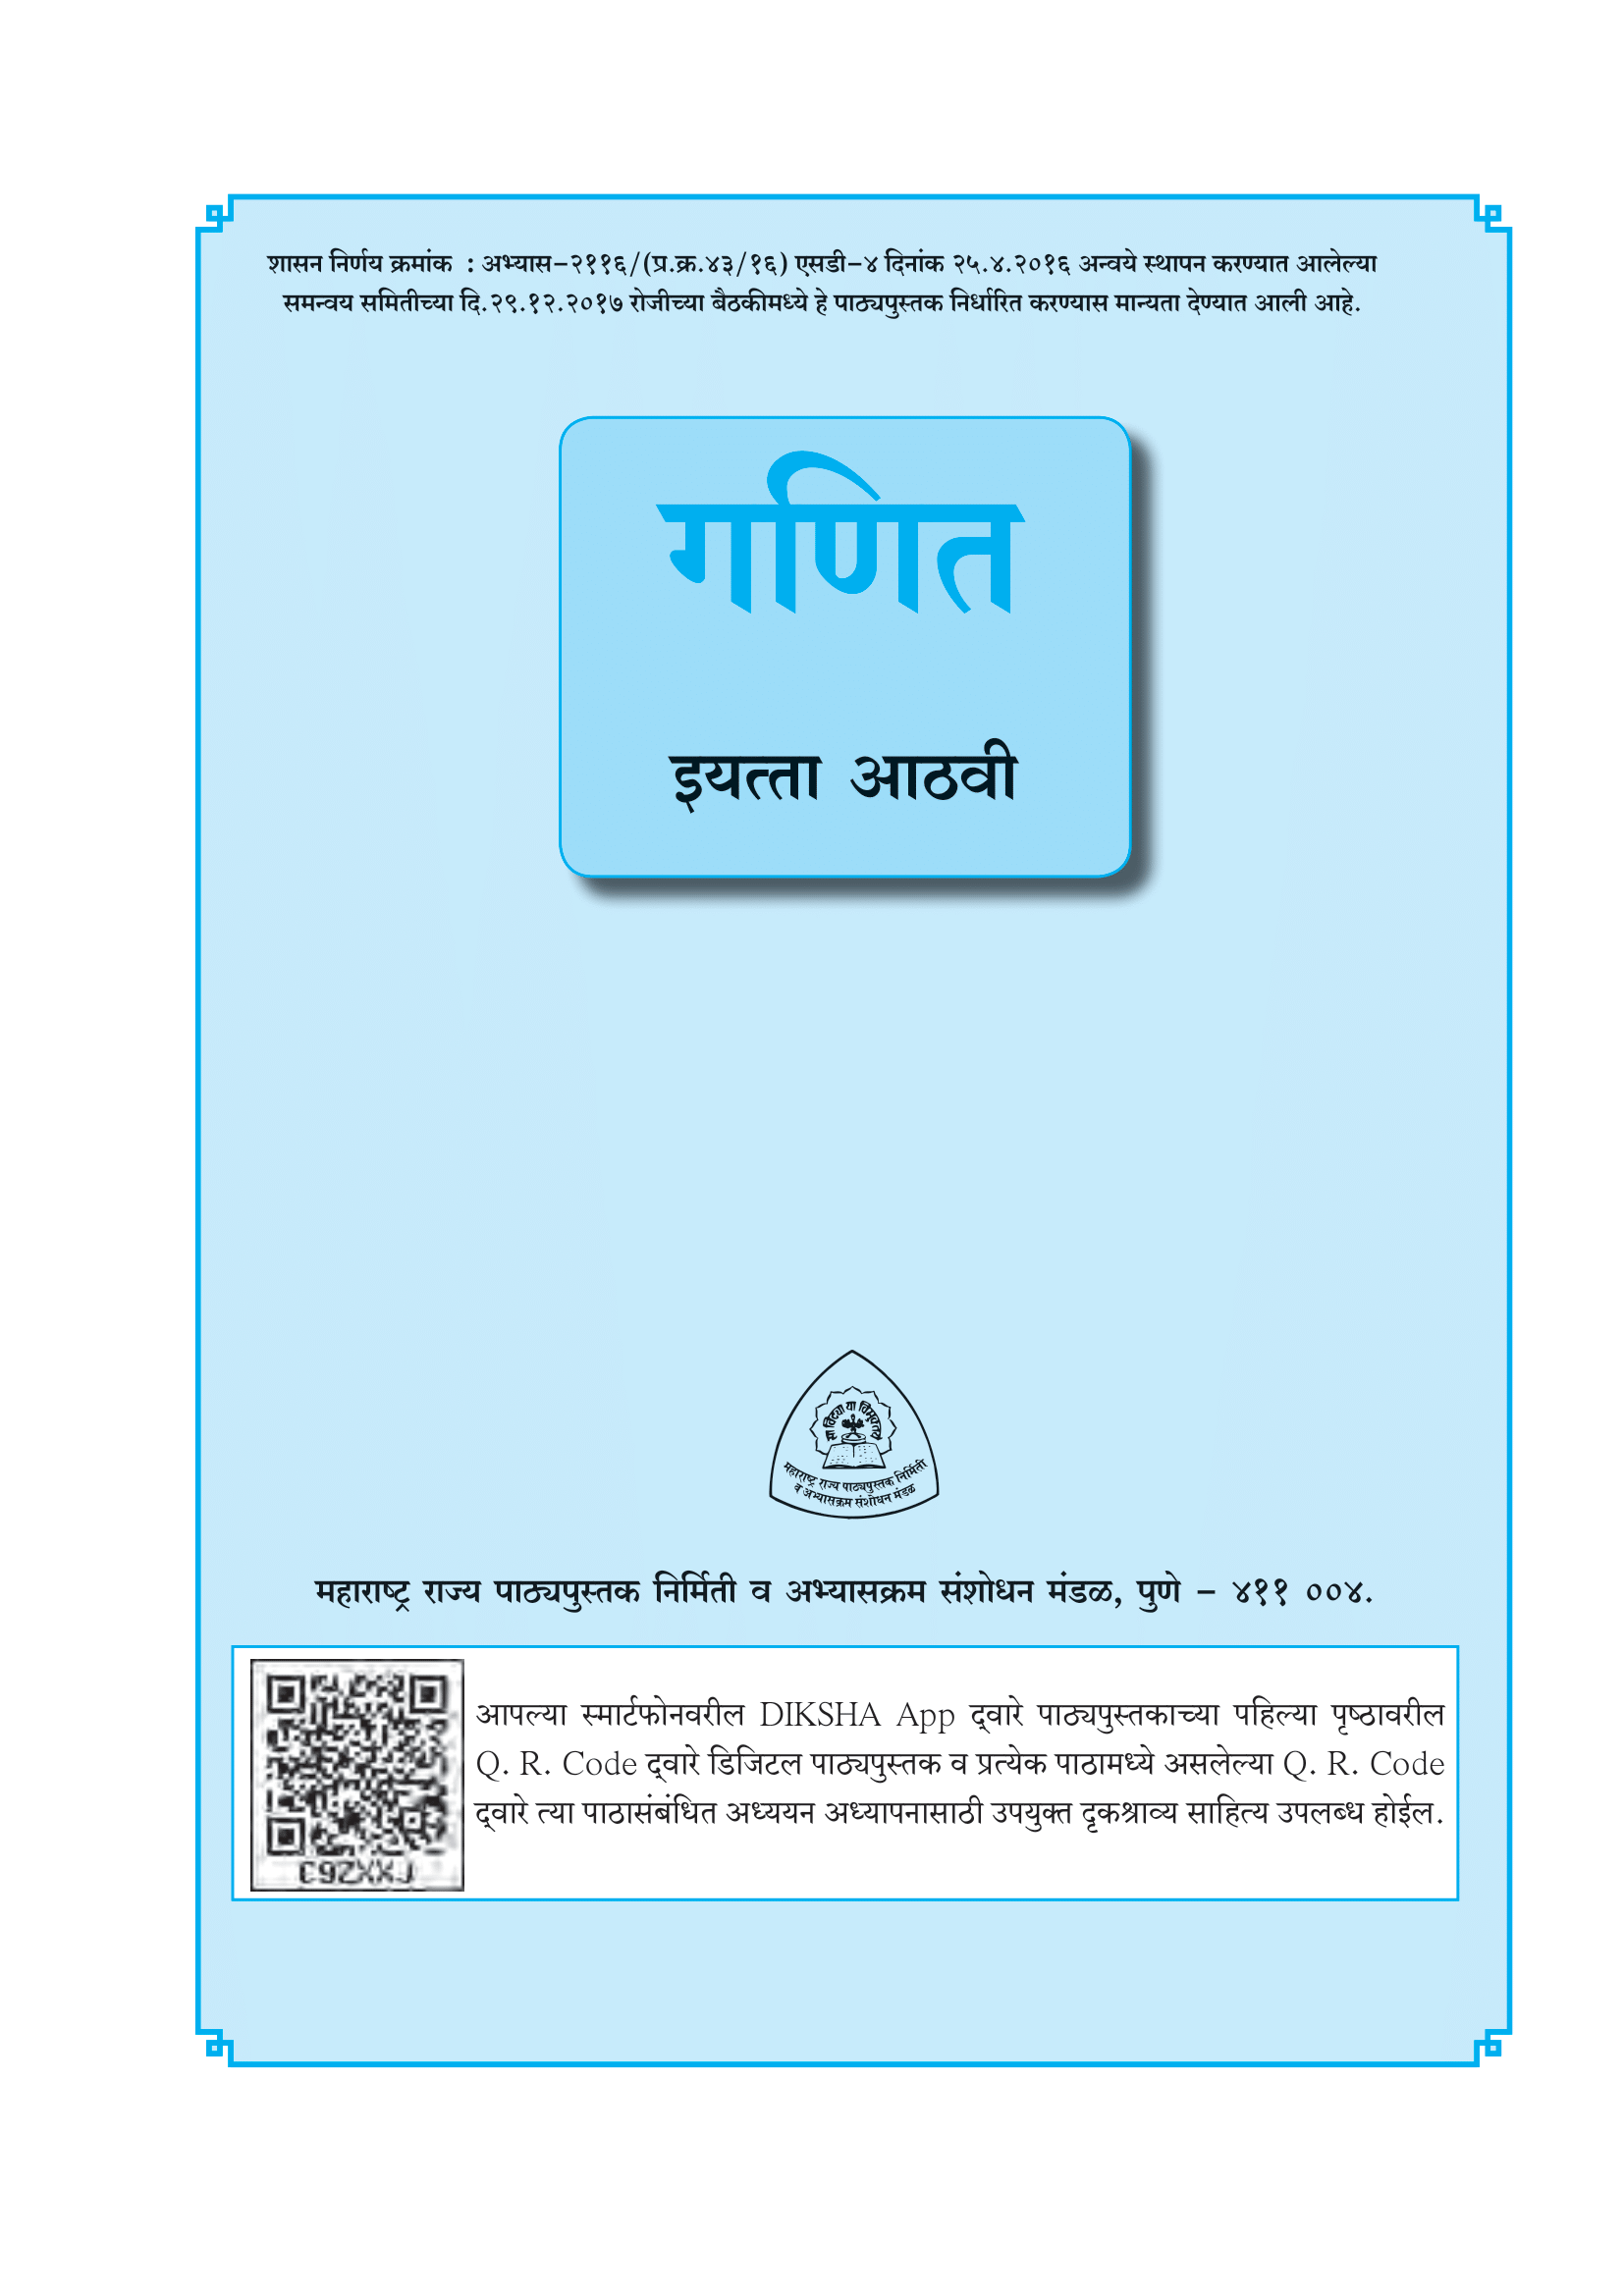 शासन निर्णय क्रमांक : अभ्यास-२११६/(प्र.क्र.४३/१६) एसडी-४ दिनांक २५.४.२०१६ अन्वये स्थापन करण्यात आलेल्या
समन्वय समितीच्या दि.२९.१२.२०१७ रोजीच्या बैठकीमध्ये हे पाठ्यपुस्तक निर्धारित करण्यास मान्यता देण्यात आली आहे.
गणित
इयत्ता आठवी
सा विद्या या विमुक्तये
महाराष्ट्र राज्य पाठ्यपुस्तक निर्मिती
व अभ्यासक्रम संशोधन मंडळ
महाराष्ट्र राज्य पाठ्यपुस्तक निर्मिती व अभ्यासक्रम संशोधन मंडळ, पुणे - ४११ ००४.
आपल्या स्मार्टफोनवरील DIKSHA App द्‌वारे पाठ्यपुस्तकाच्या पहिल्या पृष्ठावरील
Q. R. Code द्‌वारे डिजिटल पाठ्यपुस्तक व प्रत्येक पाठामध्ये असलेल्या Q. R. Code
द्‌वारे त्या पाठासंबंधित अध्ययन अध्यापनासाठी उपयुक्त दृकश्राव्य साहित्य उपलब्ध होईल.